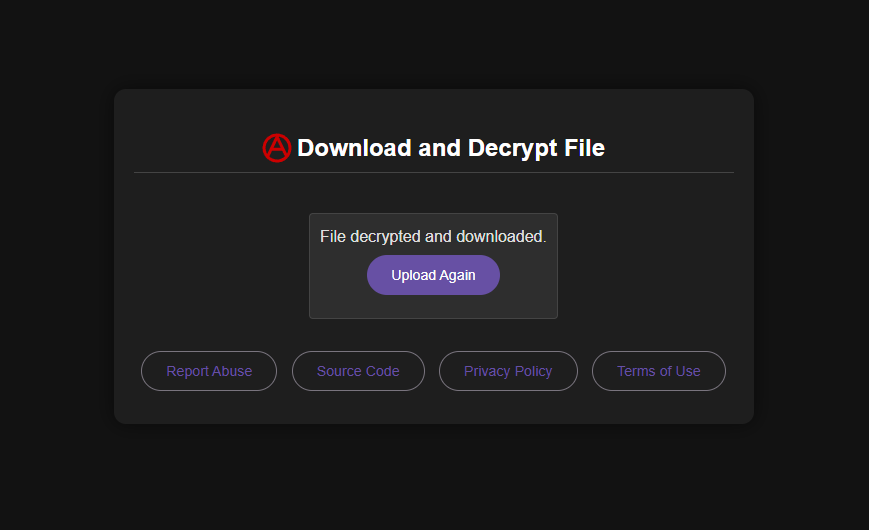 Download and Decrypt File
File decrypted and downloaded.
Upload Again
Report Abuse
Source Code
Privacy Policy
Terms of Use